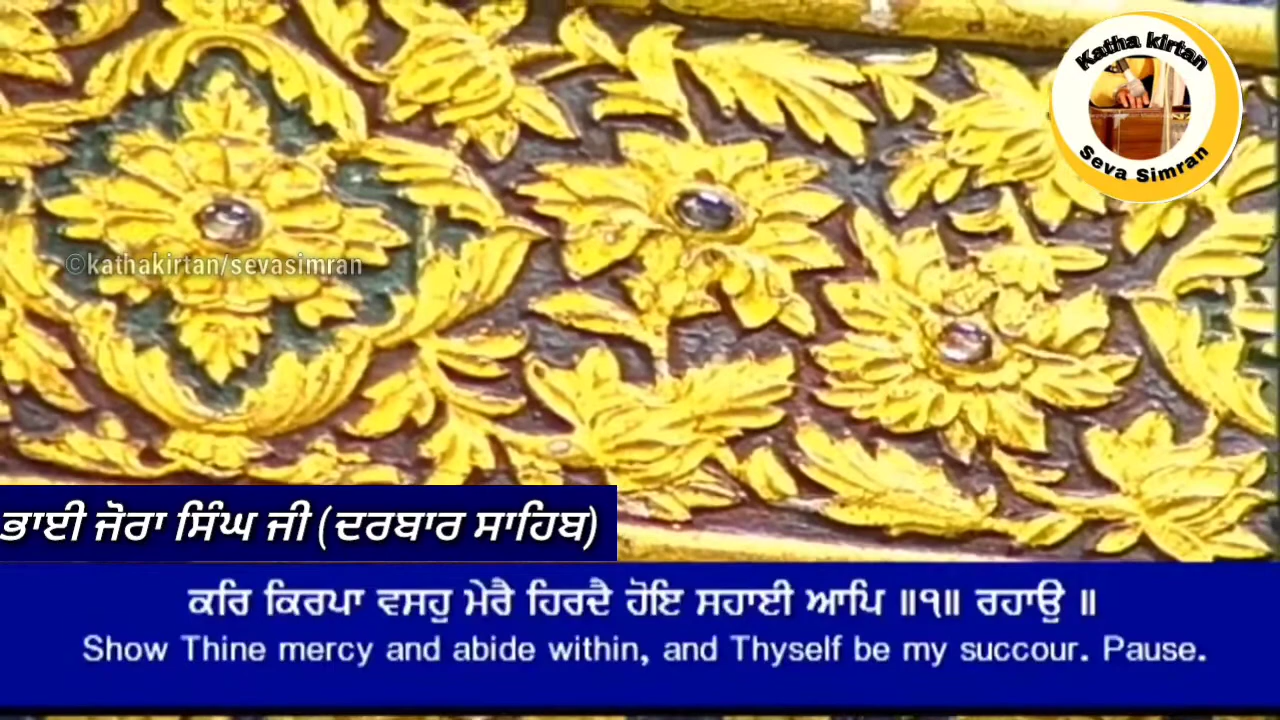 Katha kirtan
Seva Simran
©kathakirtan/sevasimran
ਭਾਈ ਜੋਰਾ ਸਿੰਘ ਜੀ (ਦਰਬਾਰ ਸਾਹਿਬ)
ਕਰਿ ਕਿਰਪਾ ਵਸਹੁ ਮੇਰੈ ਹਿਰਦੈ ਹੋਇ ਸਹਾਈ ਆਪਿ ॥੧॥ ਰਹਾਉ ॥
Show Thine mercy and abide within, and Thyself be my succour. Pause.